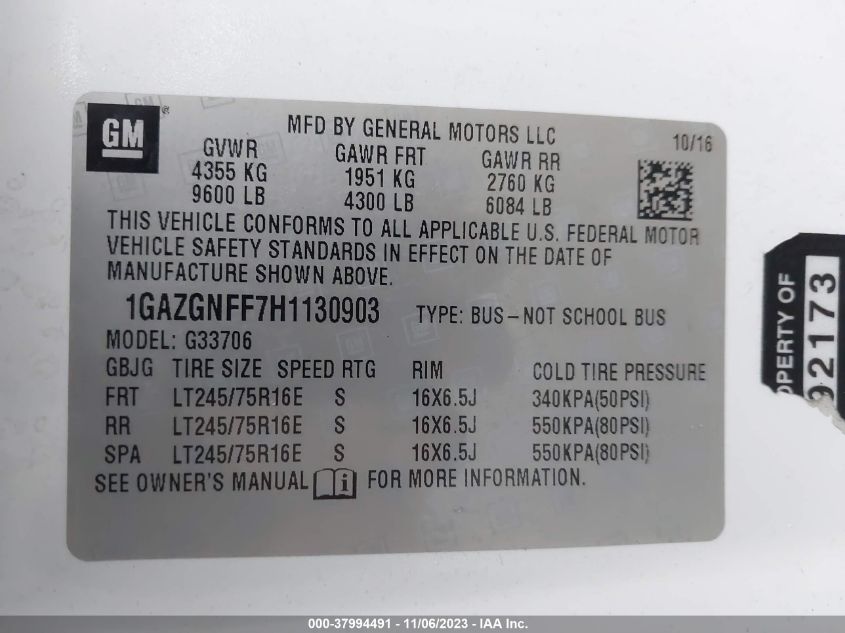 GM
MFD BY GENERAL MOTORS LLC
10/16
GVWR GAWR FRT GAWR RR
4355 KG 1951 KG 2760 KG
9600 LB 4300 LB 6084 LB
THIS VEHICLE CONFORMS TO ALL APPLICABLE U.S. FEDERAL MOTOR
VEHICLE SAFETY STANDARDS IN EFFECT ON THE DATE OF
MANUFACTURE SHOWN ABOVE.
1GAZGNFF7H1130903 TYPE: BUS-NOT SCHOOL BUS
MODEL: G33706
GBJG TIRE SIZE SPEED RTG RIM COLD TIRE PRESSURE
FRT LT245/75R16E S 16X6.5J 340KPA(50PSI)
RR LT245/75R16E S 16X6.5J 550KPA(80PSI)
SPA LT245/75R16E S 16X6.5J 550KPA(80PSI)
SEE OWNER'S MANUAL i FOR MORE INFORMATION.
OPERTY OF
92173
000-37994491 - 11/06/2023 - IAA Inc.